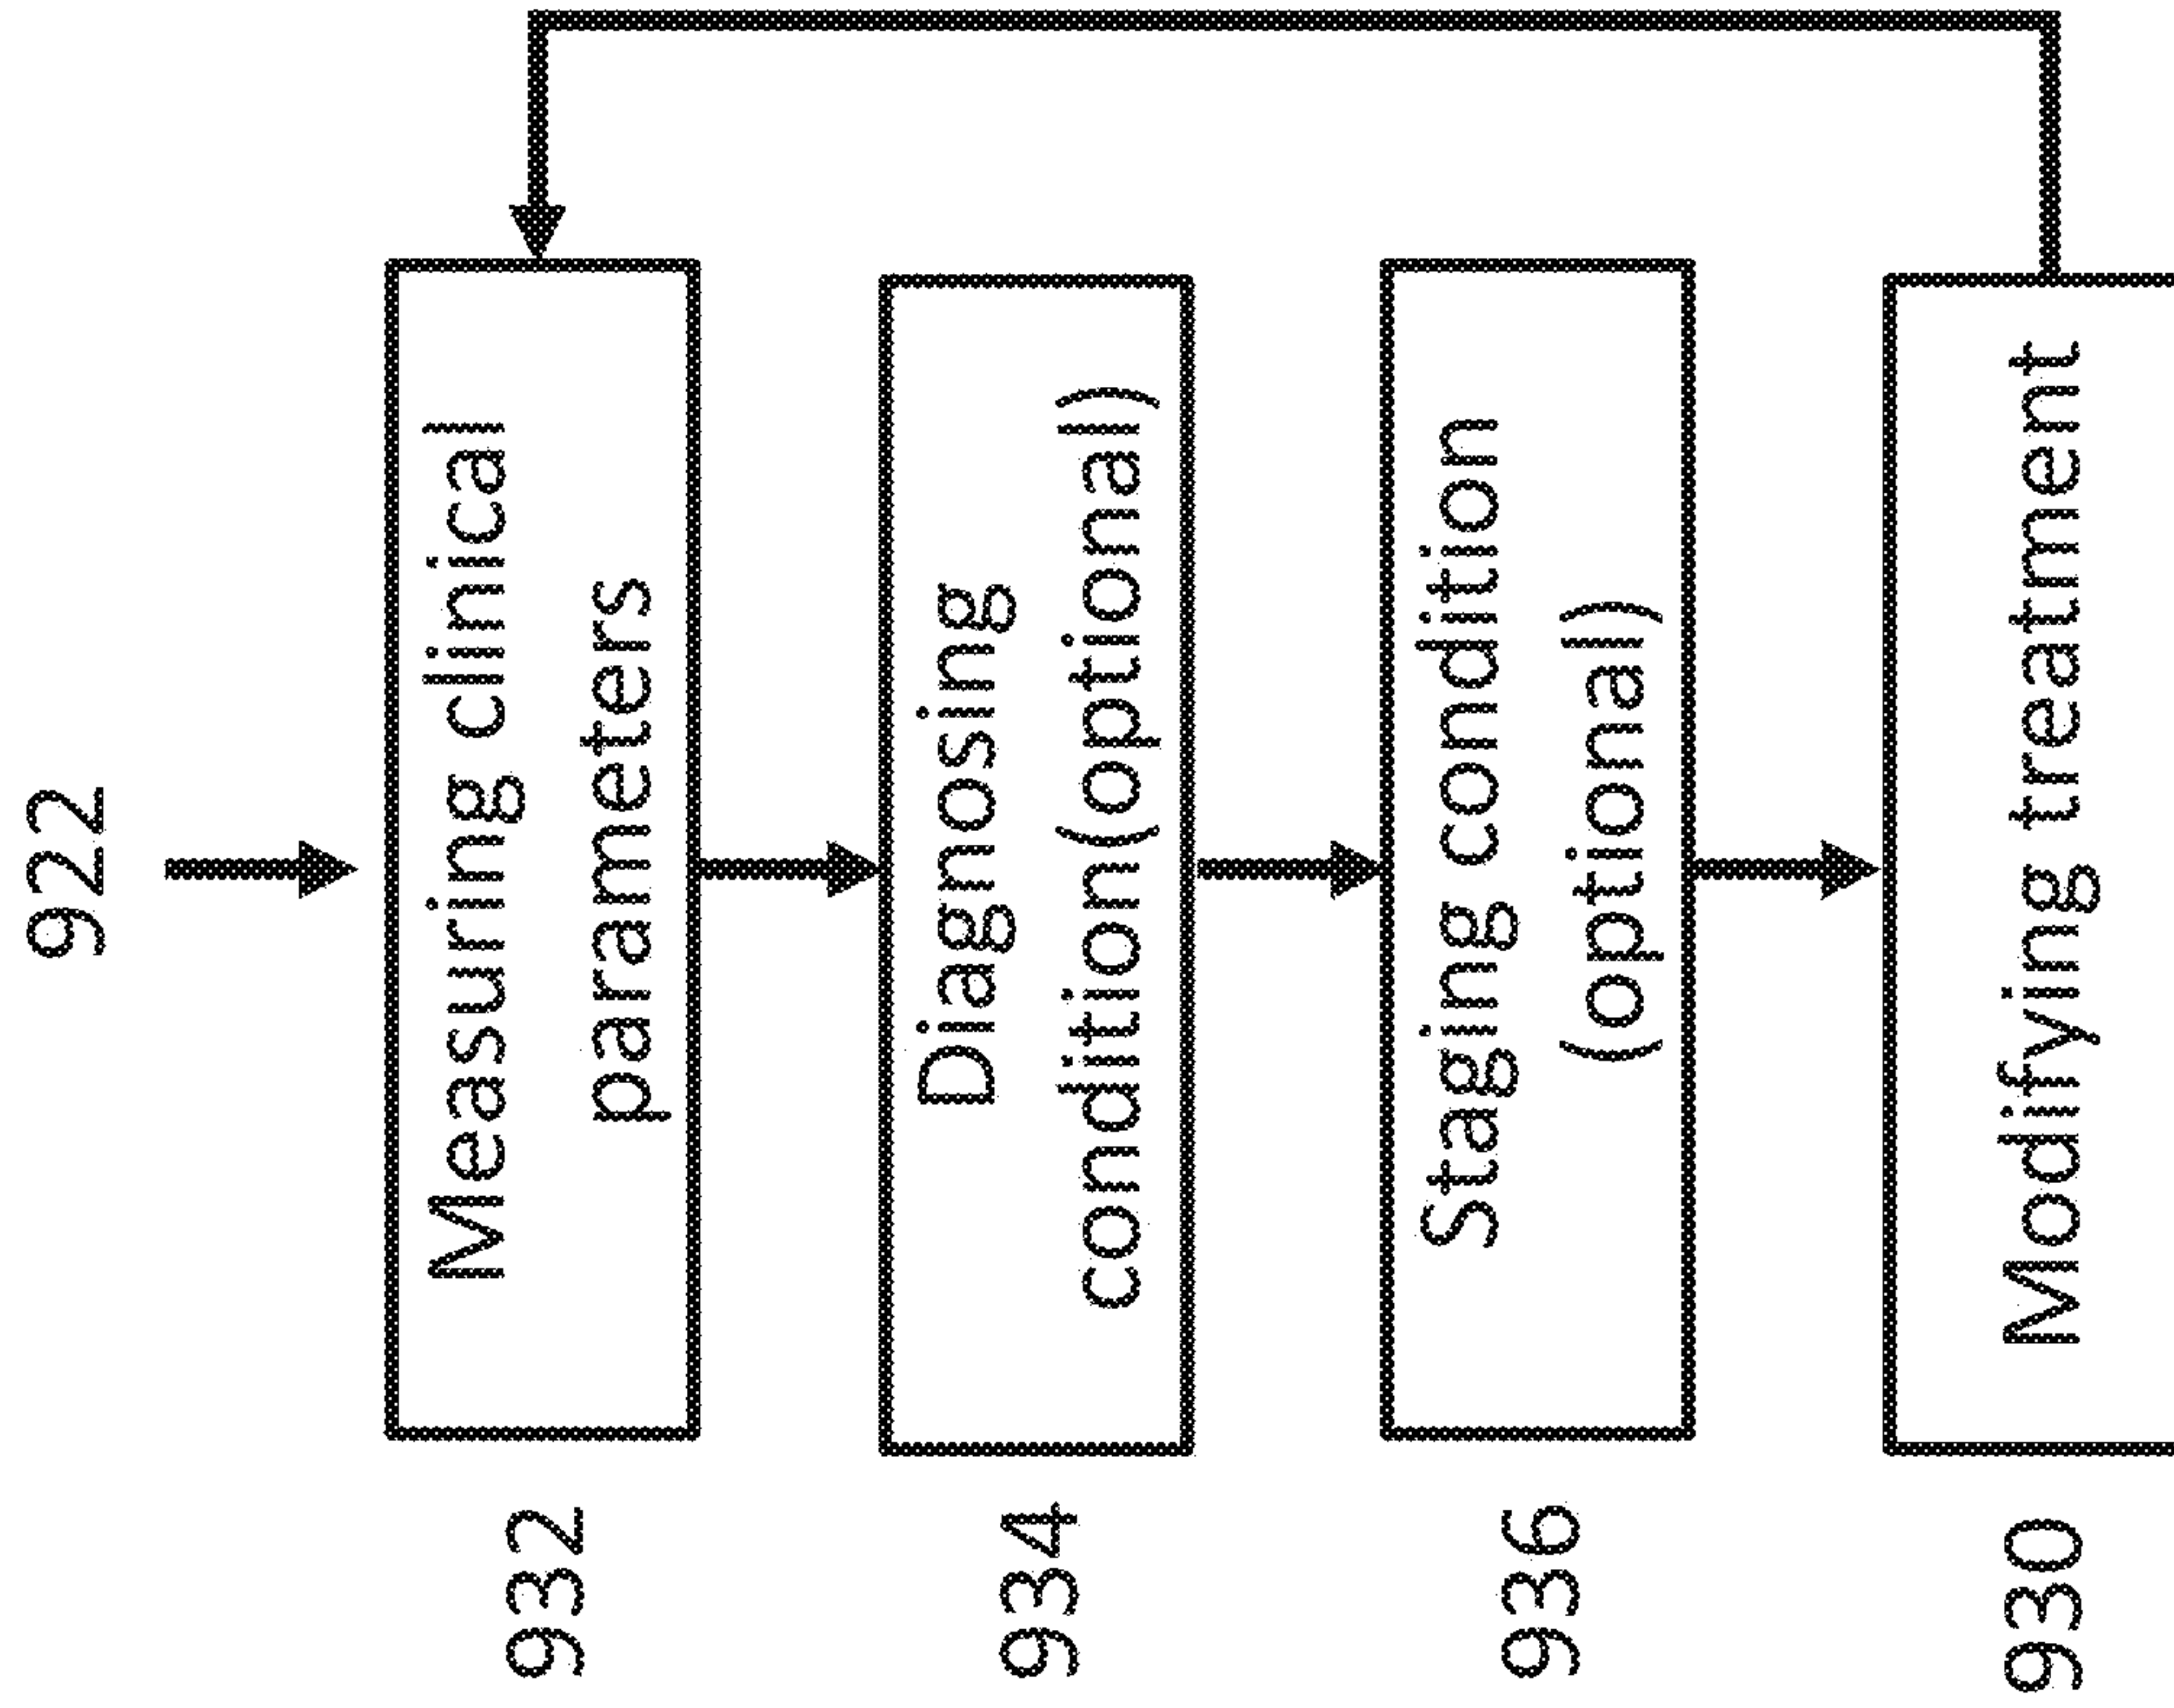 922
932
Measuring clinical
parameters
934
Diagnosing
condition(optional)
936
Staging condition
(optional)
930
Modifying treatment